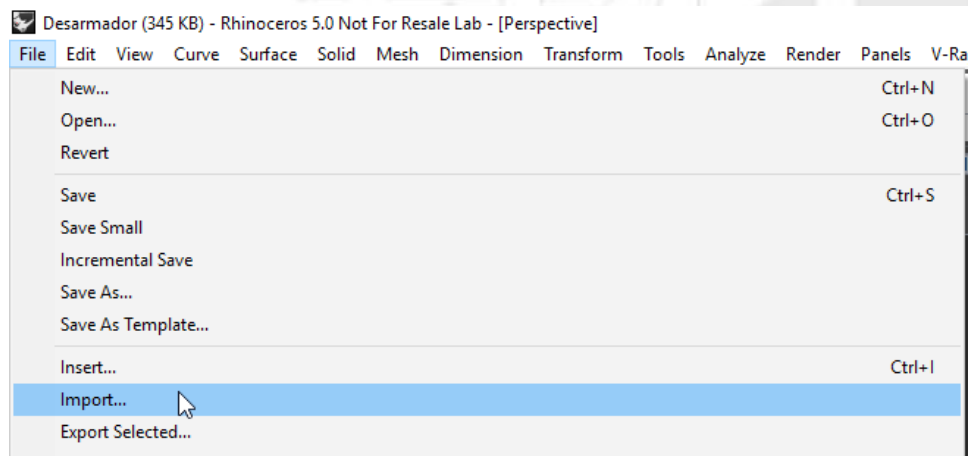 Desarmador (345 KB) - Rhinoceros 5.0 Not For Resale Lab - [Perspective]
File Edit View Curve Surface Solid Mesh Dimension Transform Tools Analyze Render Panels V-Ra
New... Ctrl+N
Open... Ctrl+O
Revert
Save Ctrl+S
Save Small
Incremental Save
Save As...
Save As Template...
Insert... Ctrl+I
Import...
Export Selected...